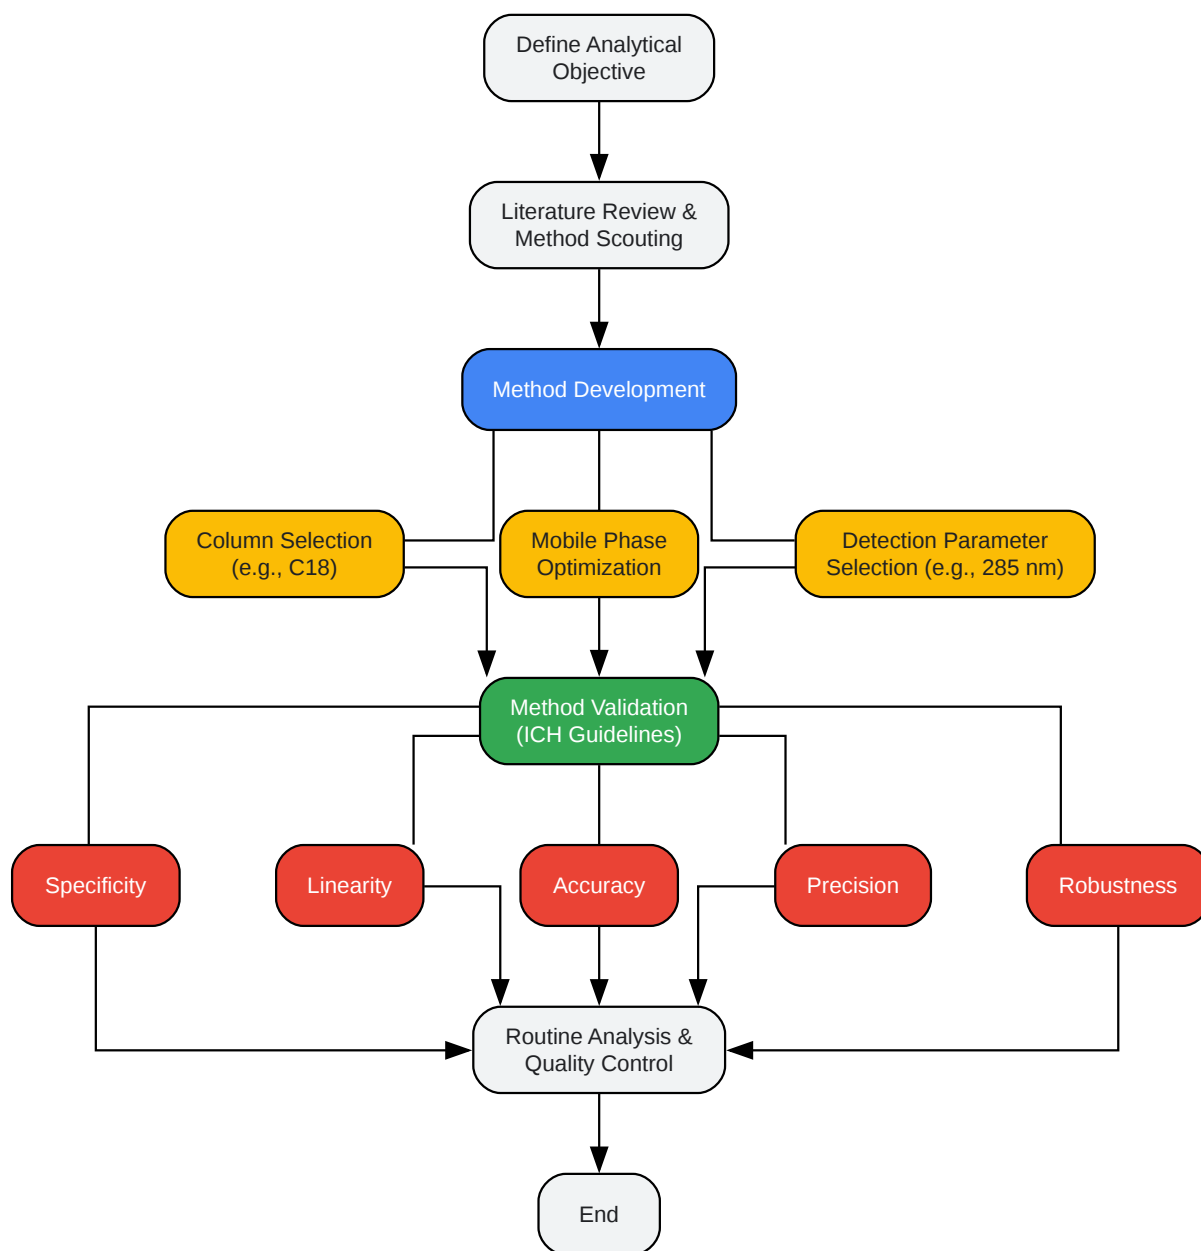 Define Analytical
Objective
Literature Review &
Method Scouting
Method Development
Column Selection
(e.g., C18)
Mobile Phase
Optimization
Detection Parameter
Selection (e.g., 285 nm)
Method Validation
(ICH Guidelines)
Specificity
Linearity
Accuracy
Precision
Robustness
Routine Analysis &
Quality Control
End